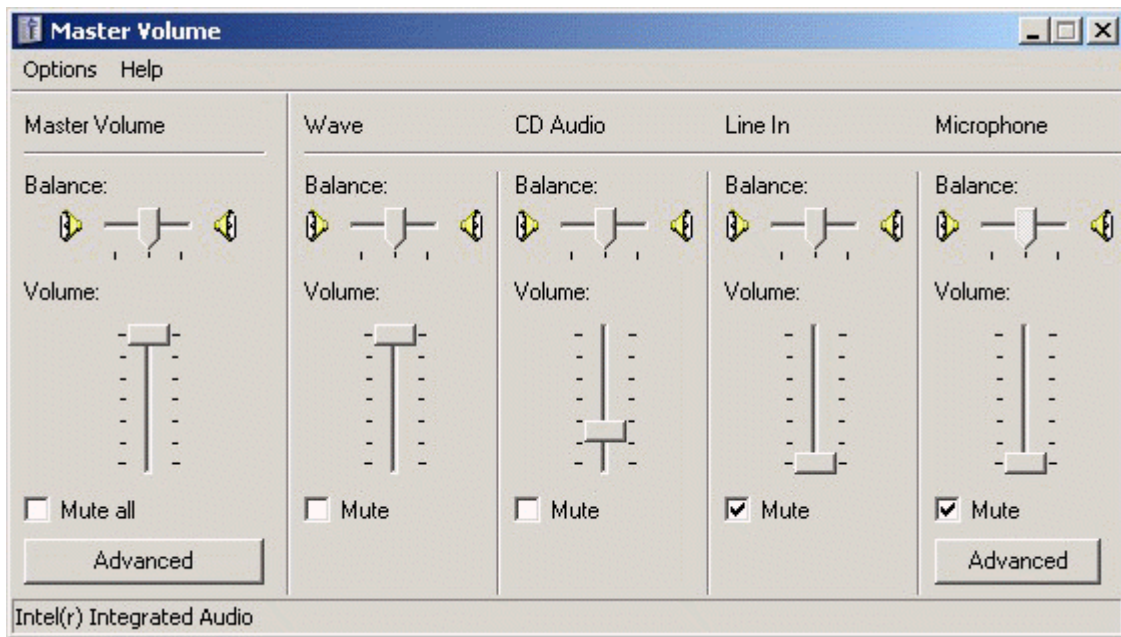 Master Volume
Options Help
Master Volume Wave CD Audio Line In Microphone
Balance: Balance: Balance: Balance: Balance:
Volume: Volume: Volume: Volume: Volume:
Mute all Mute Mute Mute Mute
Advanced Advanced
Intel(r) Integrated Audio